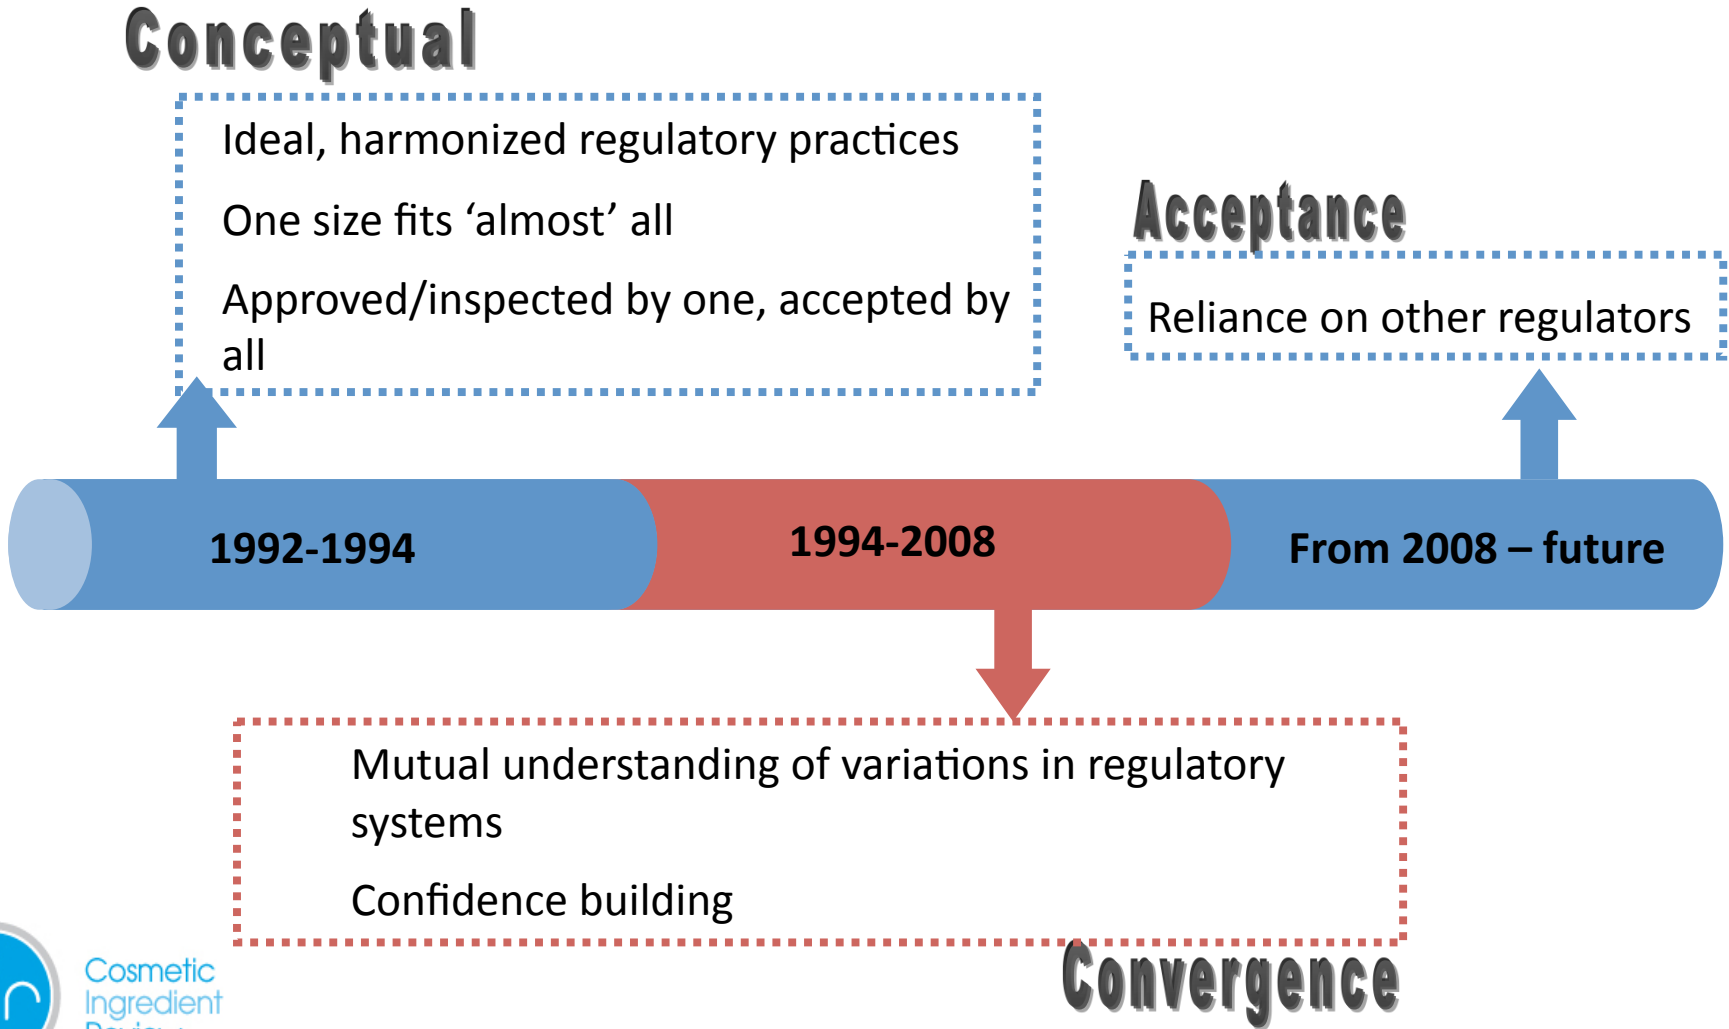 Conceptual
Ideal, harmonized regulatory practices
One size fits ‘almost’ all
Approved/inspected by one, accepted by
all
Acceptance
Reliance on other regulators
1992-1994
1994-2008
From 2008 – future
Mutual understanding of variations in regulatory
systems
Confidence building
Convergence
Cosmetic
Ingredient